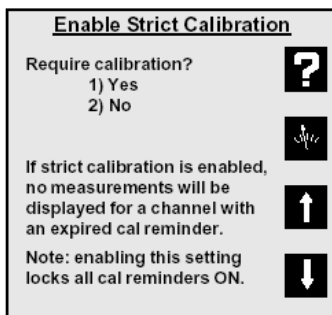 Enable Strict Calibration
Require calibration?
1) Yes
2) No
If strict calibration is enabled,
no measurements will be
displayed for a channel with
an expired cal reminder.
Note: enabling this setting
locks all cal reminders ON.
?